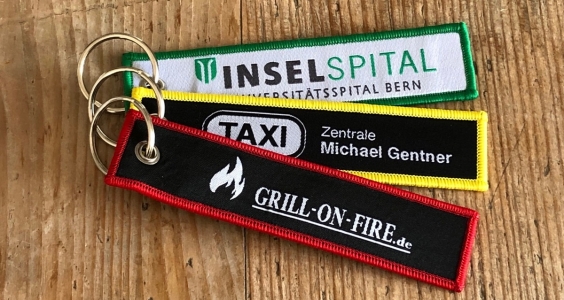 INSELSPITAL
UNIVERSITÄTSSPITAL BERN
TAXI
Zentrale
Michael Gentner
GRILL-ON-FIRE.de